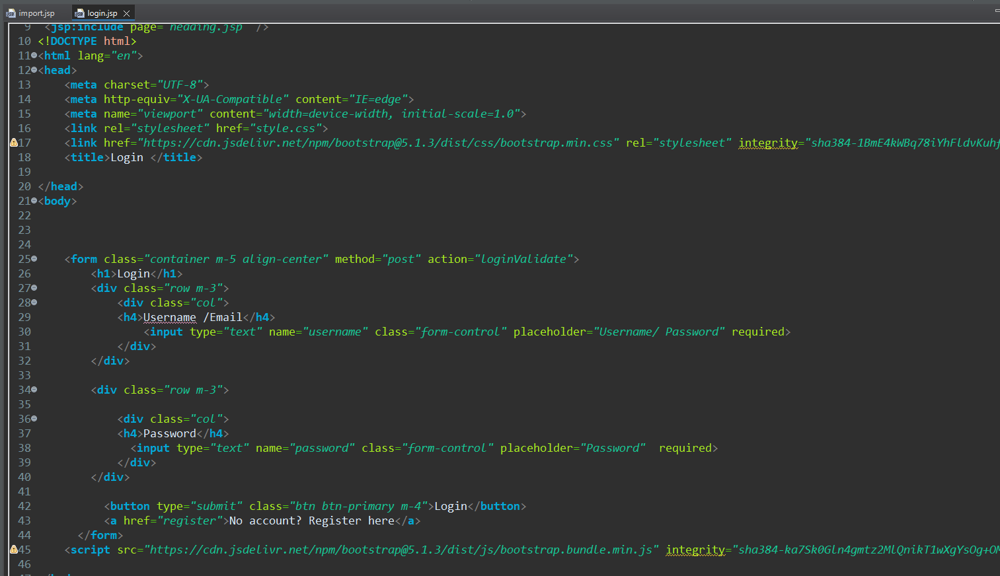 import.jsp login.jsp
9 <jsp:include page="heading.jsp" />
10 <!DOCTYPE html>
11 <html lang="en">
12 <head>
13 <meta charset="UTF-8">
14 <meta http-equiv="X-UA-Compatible" content="IE=edge">
15 <meta name="viewport" content="width=device-width, initial-scale=1.0">
16 <link rel="stylesheet" href="style.css">
17 <link href="https://cdn.jsdelivr.net/npm/bootstrap@5.1.3/dist/css/bootstrap.min.css" rel="stylesheet" integrity="sha384-1BmE4kWBq78iYhFldvKuhf
18 <title>Login </title>
19
20 </head>
21 <body>
22
23
24
25 <form class="container m-5 align-center" method="post" action="loginValidate">
26 <h1>Login</h1>
27 <div class="row m-3">
28 <div class="col">
29 <h4>Username /Email</h4>
30 <input type="text" name="username" class="form-control" placeholder="Username/ Password" required>
31 </div>
32 </div>
33
34 <div class="row m-3">
35
36 <div class="col">
37 <h4>Password</h4>
38 <input type="text" name="password" class="form-control" placeholder="Password"  required>
39 </div>
40 </div>
41
42 <button type="submit" class="btn btn-primary m-4">Login</button>
43 <a href="register">No account? Register here</a>
44 </form>
45 <script src="https://cdn.jsdelivr.net/npm/bootstrap@5.1.3/dist/js/bootstrap.bundle.min.js" integrity="sha384-ka7Sk0Gln4gmtz2MlQnikT1wXgYsOg+OM
46